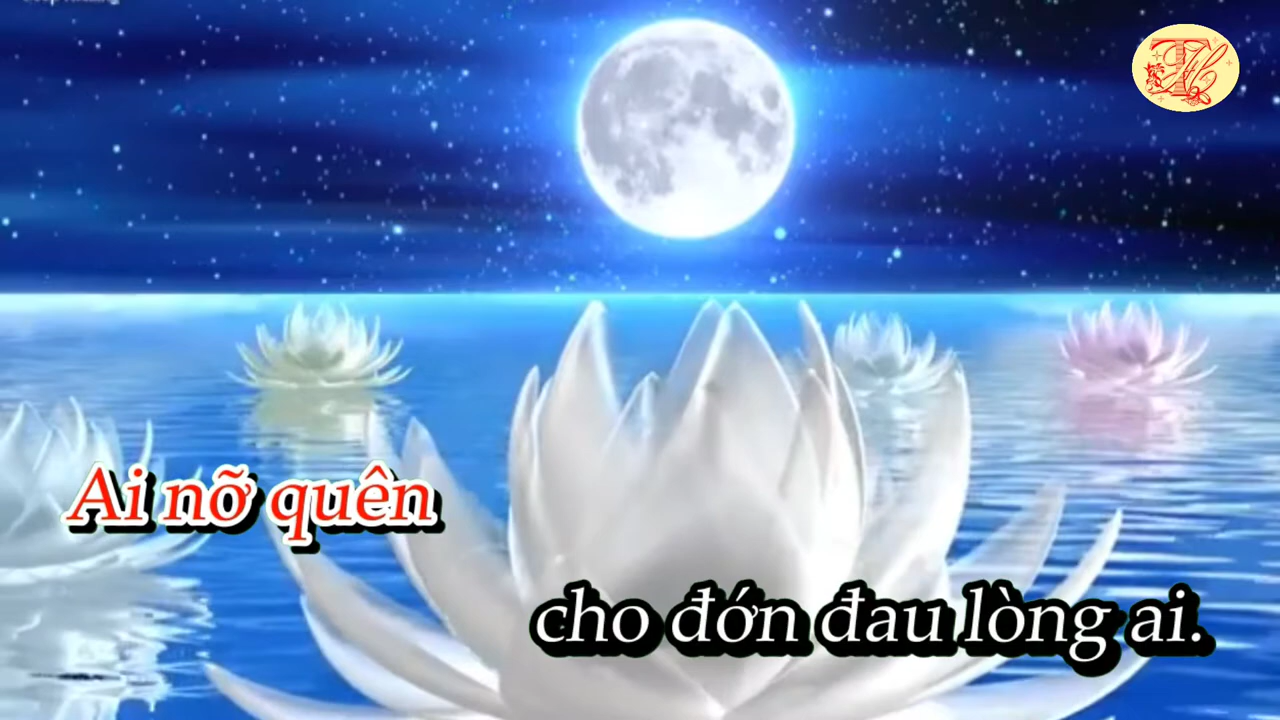 Ai nỡ quên
cho đớn đau lòng ai.